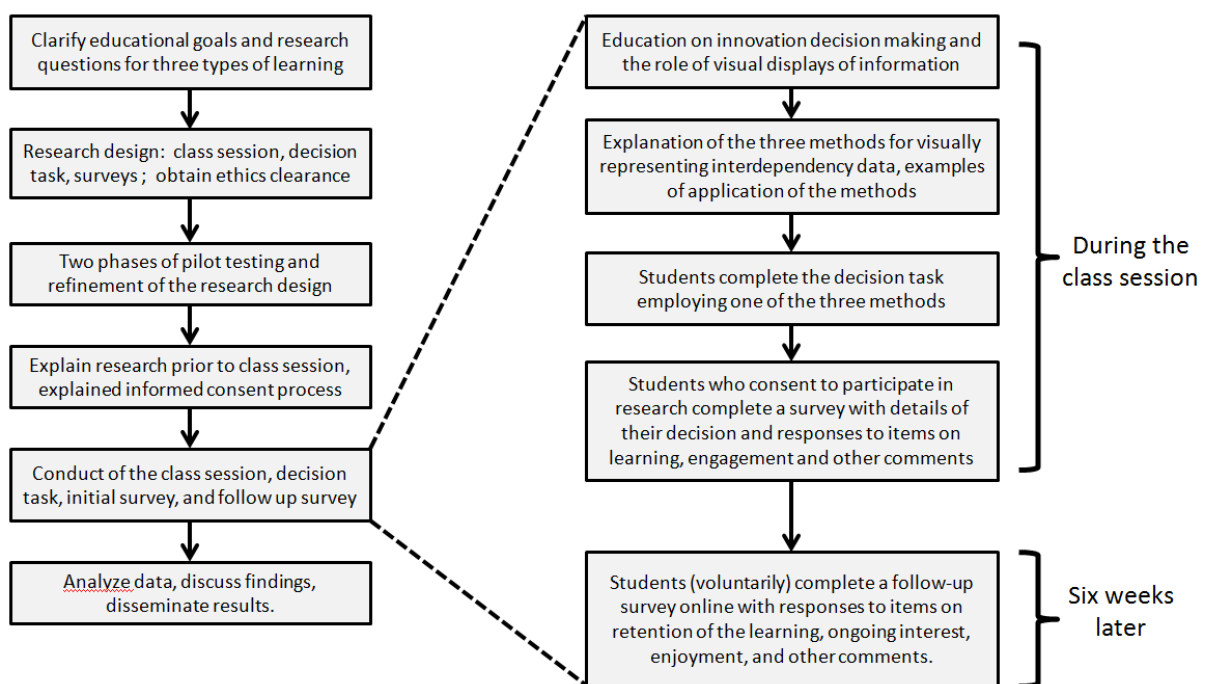 Clarify educational goals and research
questions for three types of learning
Research design: class session, decision
task, surveys ; obtain ethics clearance
Two phases of pilot testing and
refinement of the research design
Explain research prior to class session,
explained informed consent process
Conduct of the class session, decision
task, initial survey, and follow up survey
Analyze data, discuss findings,
disseminate results.
Education on innovation decision making and
the role of visual displays of information
Explanation of the three methods for visually
representing interdependency data, examples
of application of the methods
Students complete the decision task
employing one of the three methods
Students who consent to participate in
research complete a survey with details of
their decision and responses to items on
learning, engagement and other comments
Students (voluntarily) complete a follow-up
survey online with responses to items on
retention of the learning, ongoing interest,
enjoyment, and other comments.
During the
class session
Six weeks
later